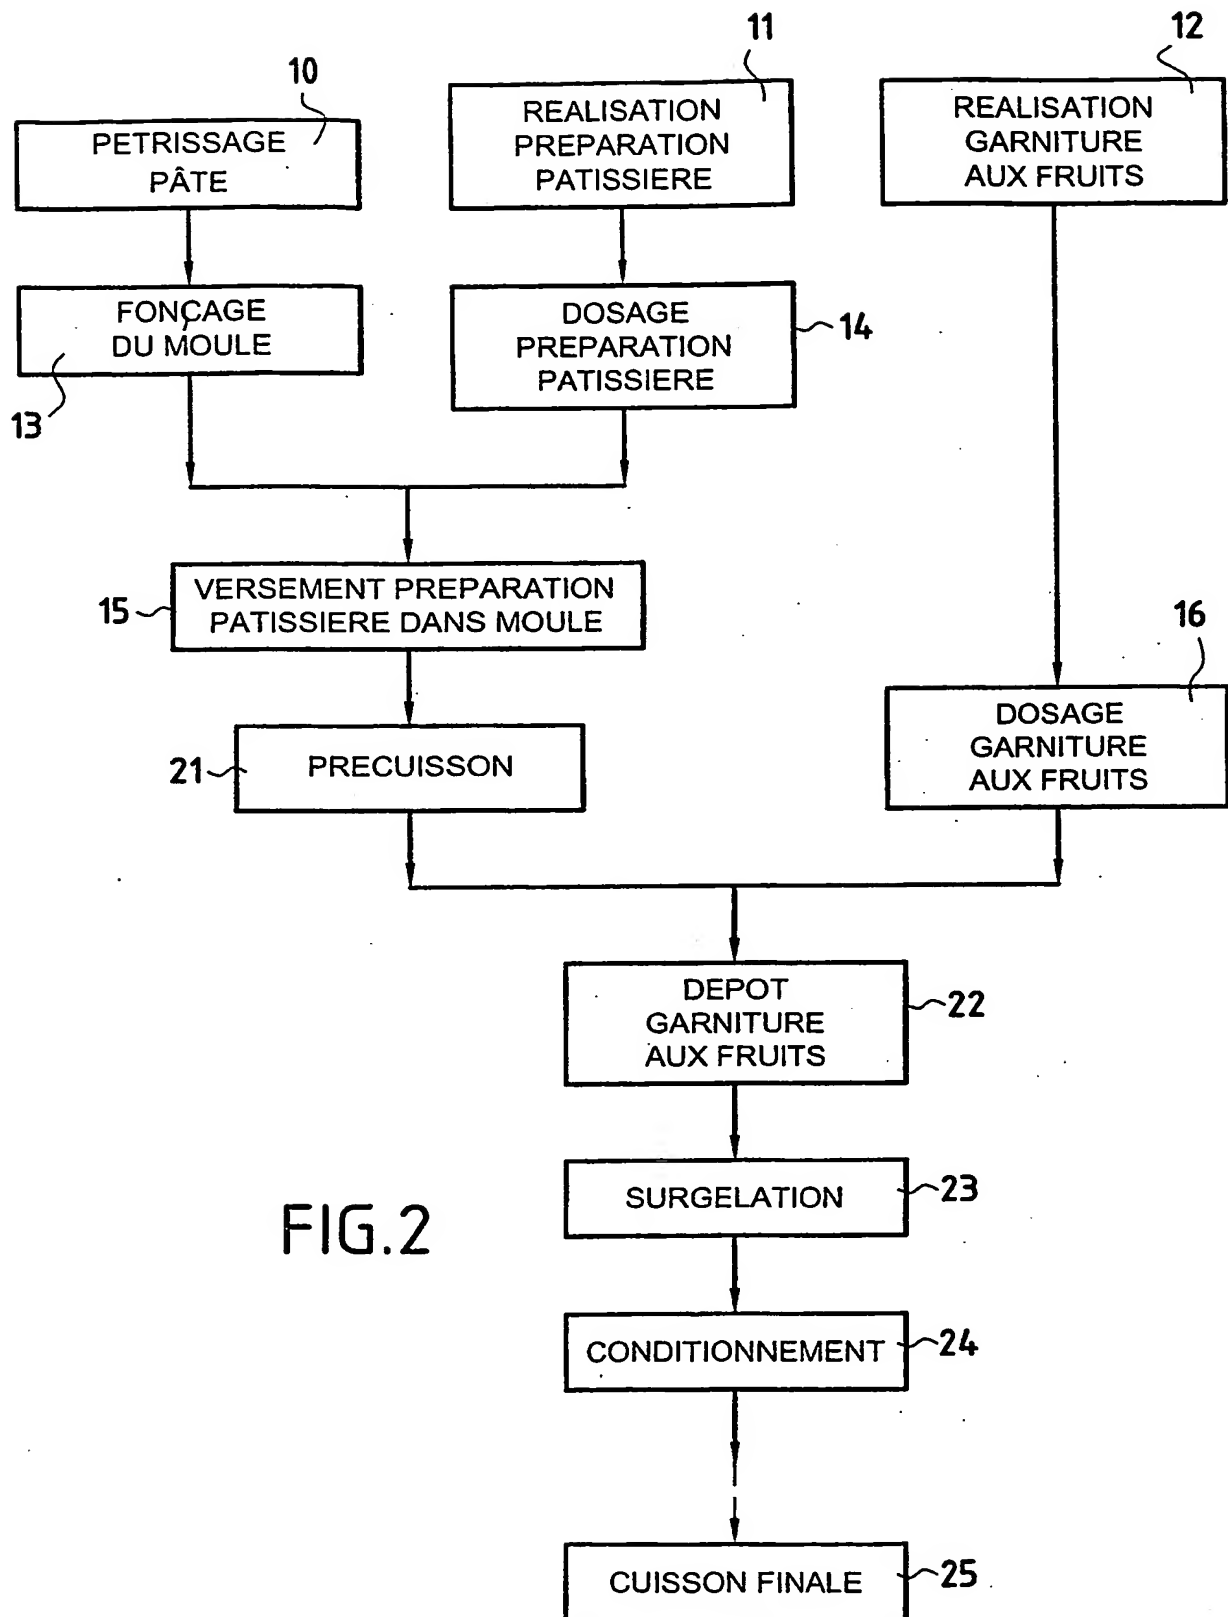 10
PETRISSAGE
PÂTE
11
REALISATION
PREPARATION
PATISSIERE
12
REALISATION
GARNITURE
AUX FRUITS
FONÇAGE
DU MOULE
13
DOSAGE
PREPARATION
PATISSIERE
14
15
VERSEMENT PREPARATION
PATISSIERE DANS MOULE
16
DOSAGE
GARNITURE
AUX FRUITS
21
PRECUISSON
DEPOT
GARNITURE
AUX FRUITS
22
SURGELATION
23
FIG.2
CONDITIONNEMENT
24
CUISSON FINALE
25